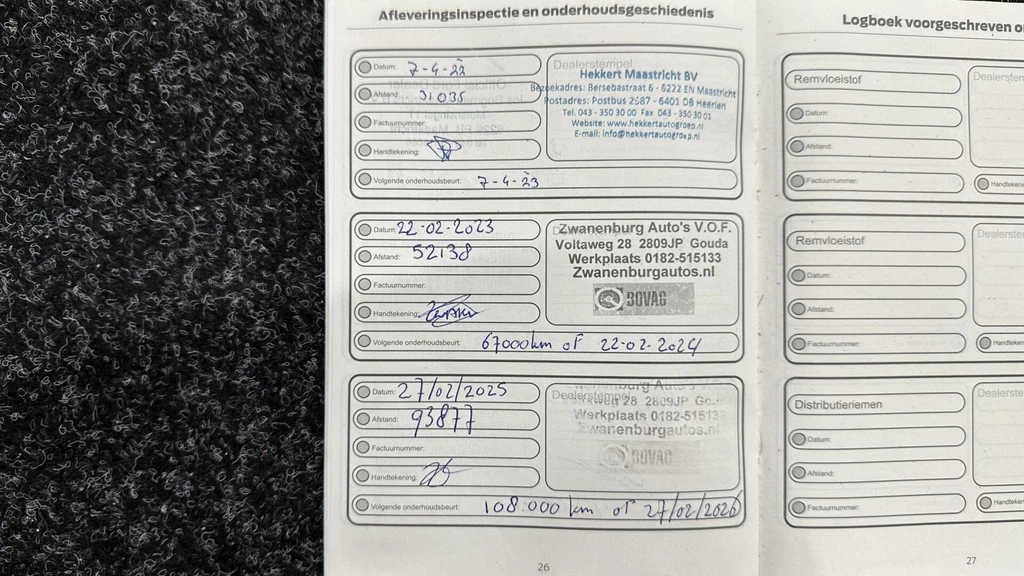 Afleveringsinspectie en onderhoudsgeschiedenis
Datum: 7-4-22
Afstand: 31035
Factuurnummer:
Handtekening:
Volgende onderhoudsbeurt: 7-4-23
Dealerstempel
Hekkert Maastricht BV
Bezoekadres: Bersebastraat 6 - 6222 EN Maastricht
Postadres: Postbus 2587 - 6401 DB Heerlen
Tel. 043 - 350 30 00 Fax 043 - 350 30 01
Website: www.hekkertautogroep.nl
E-mail: info@hekkertautogroep.nl
Datum: 22-02-2023
Afstand: 52138
Factuurnummer:
Handtekening:
Volgende onderhoudsbeurt: 67000km of 22-02-2024
Zwanenburg Auto's V.O.F.
Voltaweg 28 2809JP Gouda
Werkplaats 0182-515133
Zwanenburgautos.nl
BOVAG
Datum: 27/02/2025
Afstand: 93877
Factuurnummer:
Handtekening:
Volgende onderhoudsbeurt: 108.000 km of 27/02/2026
Dealerstempel
28 2809JP
Werkplaats 0182-515133
Zwanenburgautos.nl
BOVAG
26
Logboek voorgeschreven
Remvloeistof
Datum:
Afstand:
Factuurnummer:
Remvloeistof
Datum:
Afstand:
Factuurnummer:
Distributieriemen
Datum:
Afstand:
Factuurnummer:
27